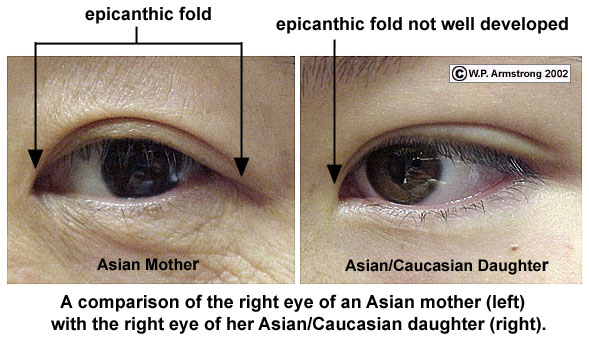 epicanthic fold
epicanthic fold not well developed
© W.P. Armstrong 2002
Asian Mother
Asian/Caucasian Daughter
A comparison of the right eye of an Asian mother (left)
with the right eye of her Asian/Caucasian daughter (right).